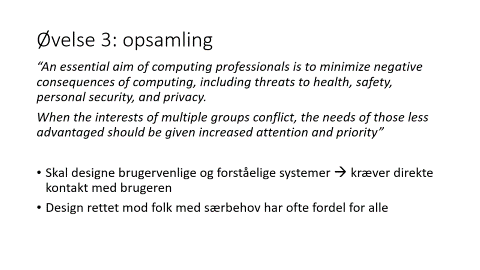 Øvelse 3: opsamling
“An essential aim of computing professionals is to minimize negative
consequences of computing, including threats to health, safety,
personal security, and privacy.
When the interests of multiple groups conflict, the needs of those less
advantaged should be given increased attention and priority”
• Skal designe brugervenlige og forståelige systemer → kræver direkte
kontakt med brugeren
• Design rettet mod folk med særbehov har ofte fordel for alle